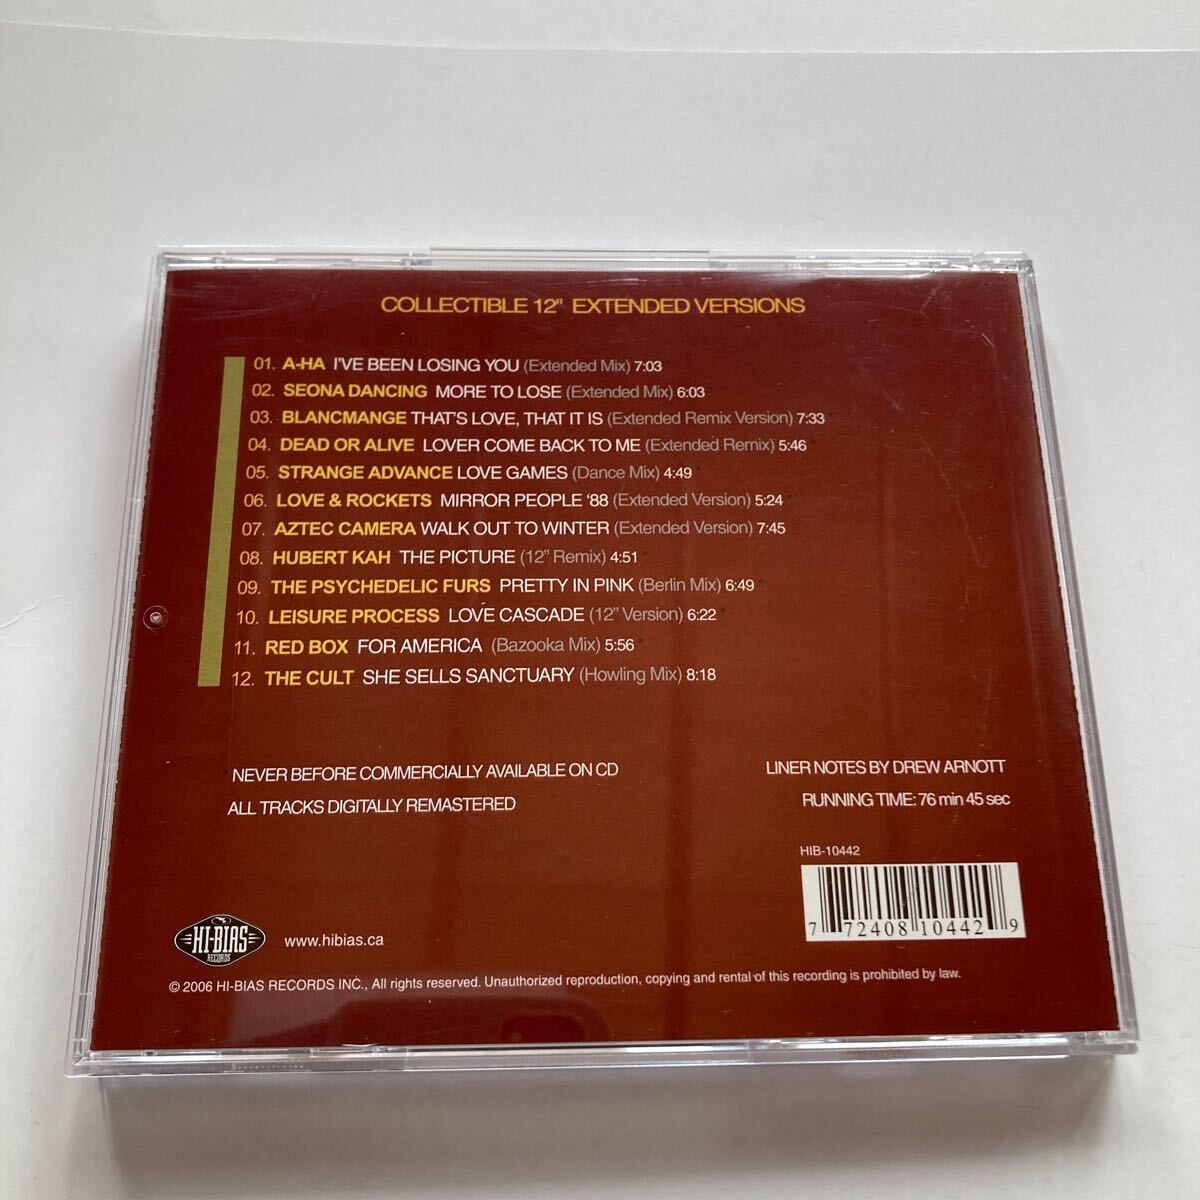 COLLECTIBLE 12" EXTENDED VERSIONS
01. A-HA I'VE BEEN LOSING YOU (Extended Mix) 7:03
02. SEONA DANCING MORE TO LOSE (Extended Mix) 6:03
03. BLANCMANGE THAT'S LOVE, THAT IT IS (Extended Remix Version) 7:33
04. DEAD OR ALIVE LOVER COME BACK TO ME (Extended Remix) 5:46
05. STRANGE ADVANCE LOVE GAMES (Dance Mix) 4:49
06. LOVE & ROCKETS MIRROR PEOPLE '88 (Extended Version) 5:24
07. AZTEC CAMERA WALK OUT TO WINTER (Extended Version) 7:45
08. HUBERT KAH THE PICTURE (12" Remix) 4:51
09. THE PSYCHEDELIC FURS PRETTY IN PINK (Berlin Mix) 6:49
10. LEISURE PROCESS LOVE CASCADE (12" Version) 6:22
11. RED BOX FOR AMERICA (Bazooka Mix) 5:56
12. THE CULT SHE SELLS SANCTUARY (Howling Mix) 8:18
NEVER BEFORE COMMERCIALLY AVAILABLE ON CD
ALL TRACKS DIGITALLY REMASTERED
LINER NOTES BY DREW ARNOTT
RUNNING TIME: 76 min 45 sec
HIB-10442
7 72408 10442 9
HI-BIAS
RECORDS
www.hibias.ca
© 2006 HI-BIAS RECORDS INC., All rights reserved. Unauthorized reproduction, copying and rental of this recording is prohibited by law.